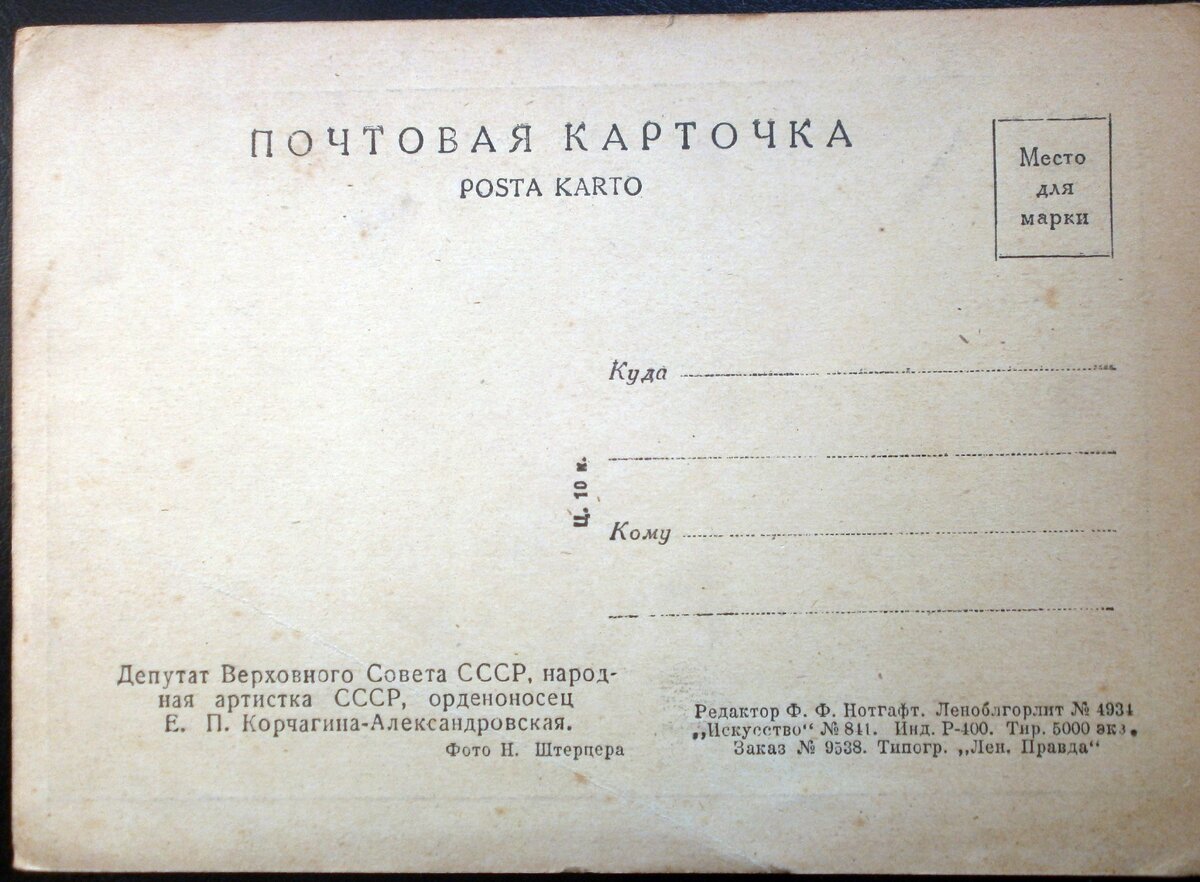 ПОЧТОВАЯ КАРТОЧКА
POSTA KARTO
Место
для
марки
Куда
Ц. 10 к.
Кому
Депутат Верховного Совета СССР, народ-
ная артистка СССР, орденоносец
Е. П. Корчагина-Александровская.
Фото Н. Штерцера
Редактор Ф. Ф. Нотгафт. Леноблгорлит № 4934
„Искусство“ № 841. Инд. Р-400. Тир. 5000 экз.
Заказ № 9538. Типогр. „Лен. Правда“